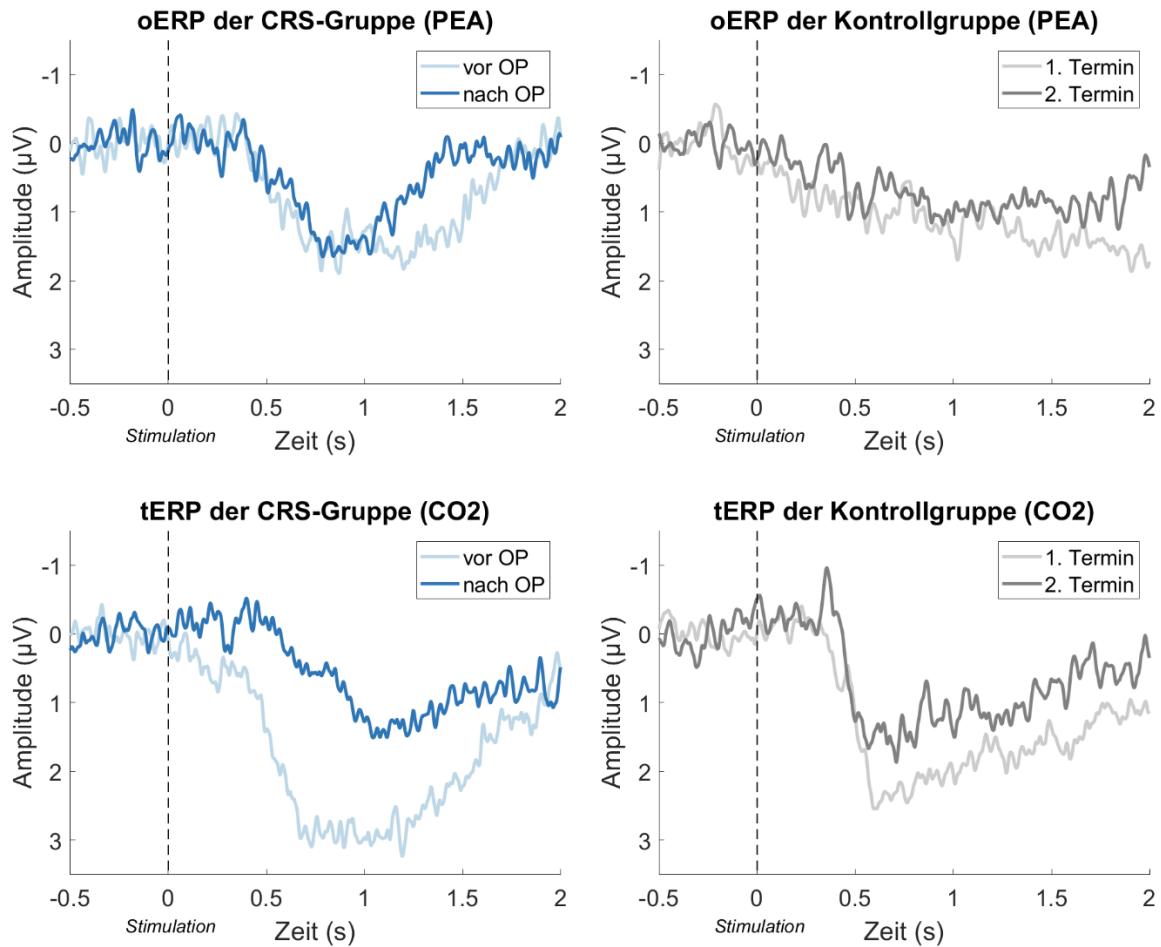 oERP der CRS-Gruppe (PEA)
vor OP
nach OP
-1
0
1
2
3
Amplitude (µV)
-0.5 0 0.5 1 1.5 2
Stimulation
Zeit (s)
oERP der Kontrollgruppe (PEA)
1. Termin
2. Termin
-1
0
1
2
3
Amplitude (µV)
-0.5 0 0.5 1 1.5 2
Stimulation
Zeit (s)
tERP der CRS-Gruppe (CO2)
vor OP
nach OP
-1
0
1
2
3
Amplitude (µV)
-0.5 0 0.5 1 1.5 2
Stimulation
Zeit (s)
tERP der Kontrollgruppe (CO2)
1. Termin
2. Termin
-1
0
1
2
3
Amplitude (µV)
-0.5 0 0.5 1 1.5 2
Stimulation
Zeit (s)